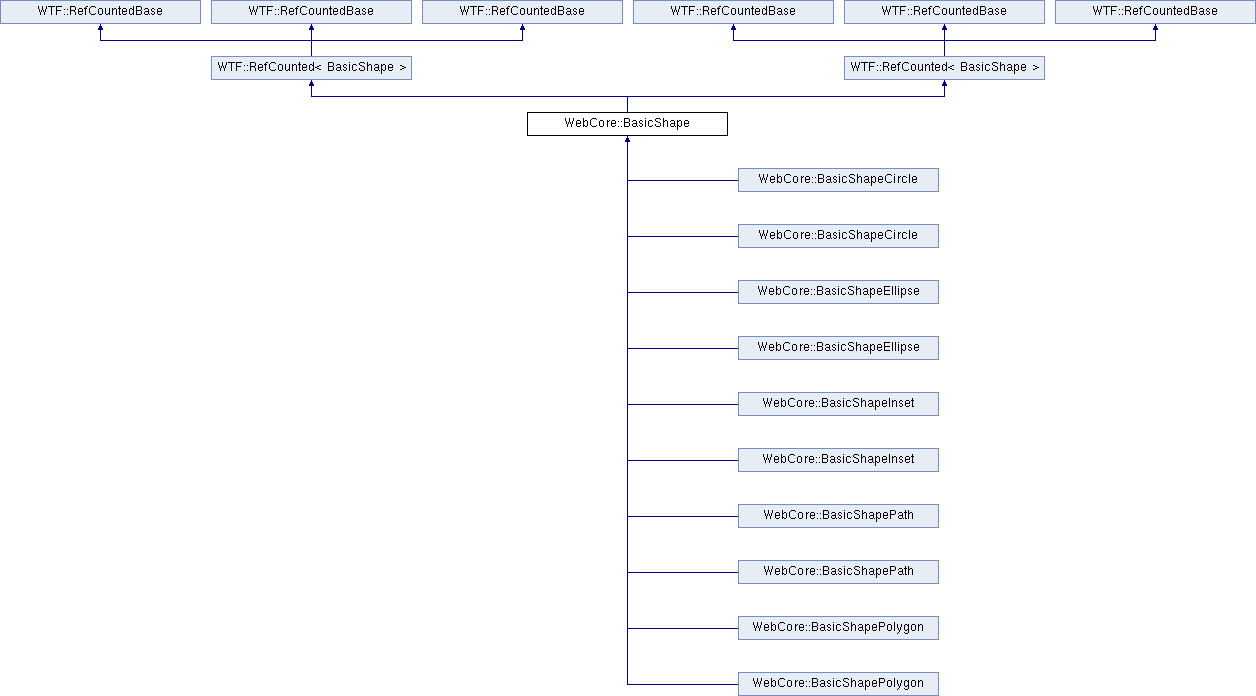 WTF::RefCountedBase
WTF::RefCountedBase
WTF::RefCountedBase
WTF::RefCountedBase
WTF::RefCountedBase
WTF::RefCountedBase
WTF::RefCounted< BasicShape >
WTF::RefCounted< BasicShape >
WebCore::BasicShape
WebCore::BasicShapeCircle
WebCore::BasicShapeCircle
WebCore::BasicShapeEllipse
WebCore::BasicShapeEllipse
WebCore::BasicShapeInset
WebCore::BasicShapeInset
WebCore::BasicShapePath
WebCore::BasicShapePath
WebCore::BasicShapePolygon
WebCore::BasicShapePolygon